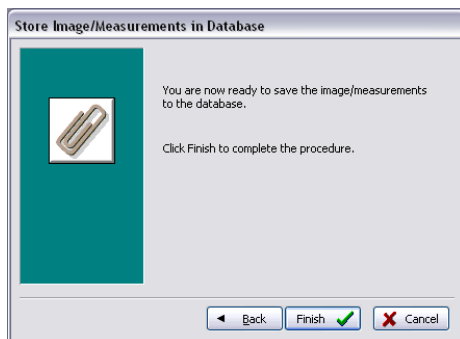 Store Image/Measurements in Database
You are now ready to save the image/measurements
to the database.
Click Finish to complete the procedure.
Back
Finish
Cancel